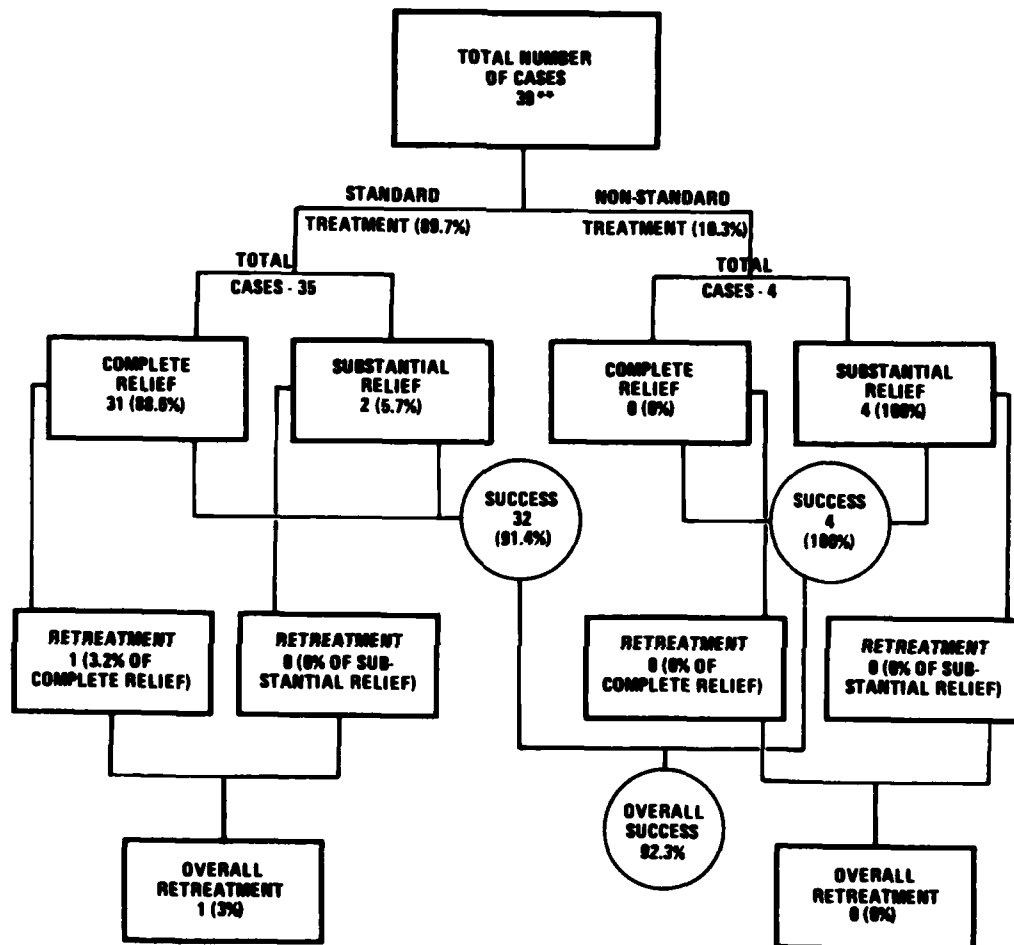 TOTAL NUMBER
OF CASES
39**
STANDARD
TREATMENT (89.7%)
NON-STANDARD
TREATMENT (10.3%)
TOTAL
CASES - 35
TOTAL
CASES - 4
COMPLETE
RELIEF
31 (88.6%)
SUBSTANTIAL
RELIEF
2 (5.7%)
COMPLETE
RELIEF
0 (0%)
SUBSTANTIAL
RELIEF
4 (100%)
SUCCESS
32
(91.4%)
SUCCESS
4
(100%)
RETREATMENT
1 (3.2% OF
COMPLETE RELIEF)
RETREATMENT
0 (0% OF SUB-
STANTIAL RELIEF)
RETREATMENT
0 (0% OF
COMPLETE RELIEF)
RETREATMENT
0 (0% OF SUB-
STANTIAL RELIEF)
OVERALL
SUCCESS
92.3%
OVERALL
RETREATMENT
1 (3%)
OVERALL
RETREATMENT
0 (0%)